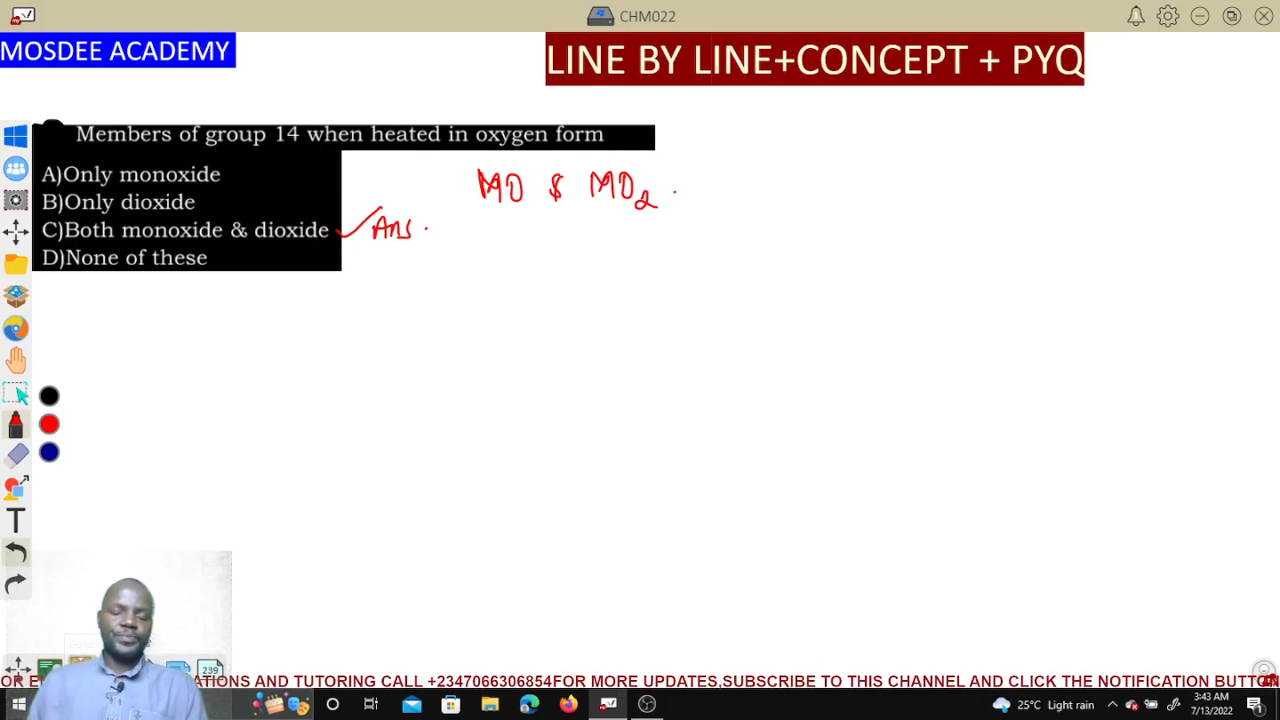 CHM022
MOSDEE ACADEMY
LINE BY LINE+CONCEPT + PYQ
Members of group 14 when heated in oxygen form
A)Only monoxide
B)Only dioxide
C)Both monoxide & dioxide
D)None of these
MO & MO2 .
Ans .
T
239
ATIONS AND TUTORING CALL +2347066306854FOR MORE UPDATES,SUBSCRIBE TO THIS CHANNEL AND CLICK THE NOTIFICATION BUTTON
25°C Light rain
3:43 AM
7/13/2022